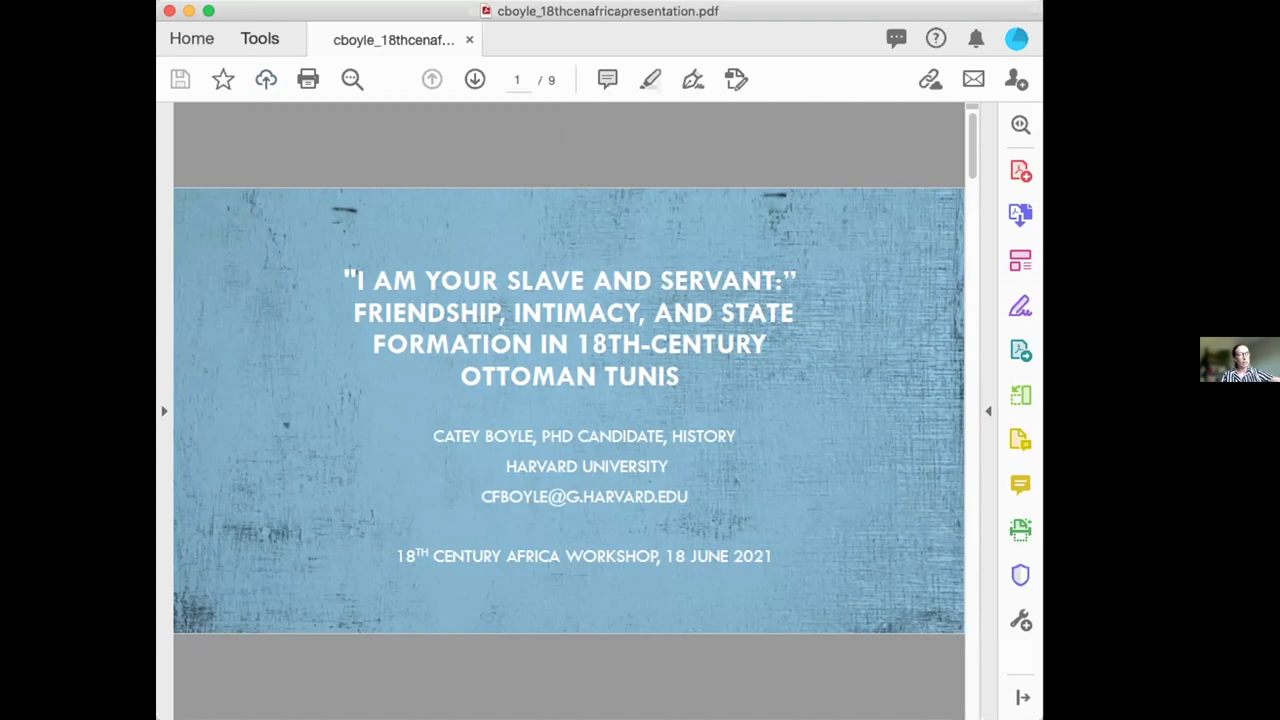 cboyle_18thcenafricapresentation.pdf
Home
Tools
cboyle_18thcenaf...
1 / 9
"I AM YOUR SLAVE AND SERVANT:”
FRIENDSHIP, INTIMACY, AND STATE
FORMATION IN 18TH-CENTURY
OTTOMAN TUNIS
CATEY BOYLE, PHD CANDIDATE, HISTORY
HARVARD UNIVERSITY
CFBOYLE@G.HARVARD.EDU
18TH CENTURY AFRICA WORKSHOP, 18 JUNE 2021